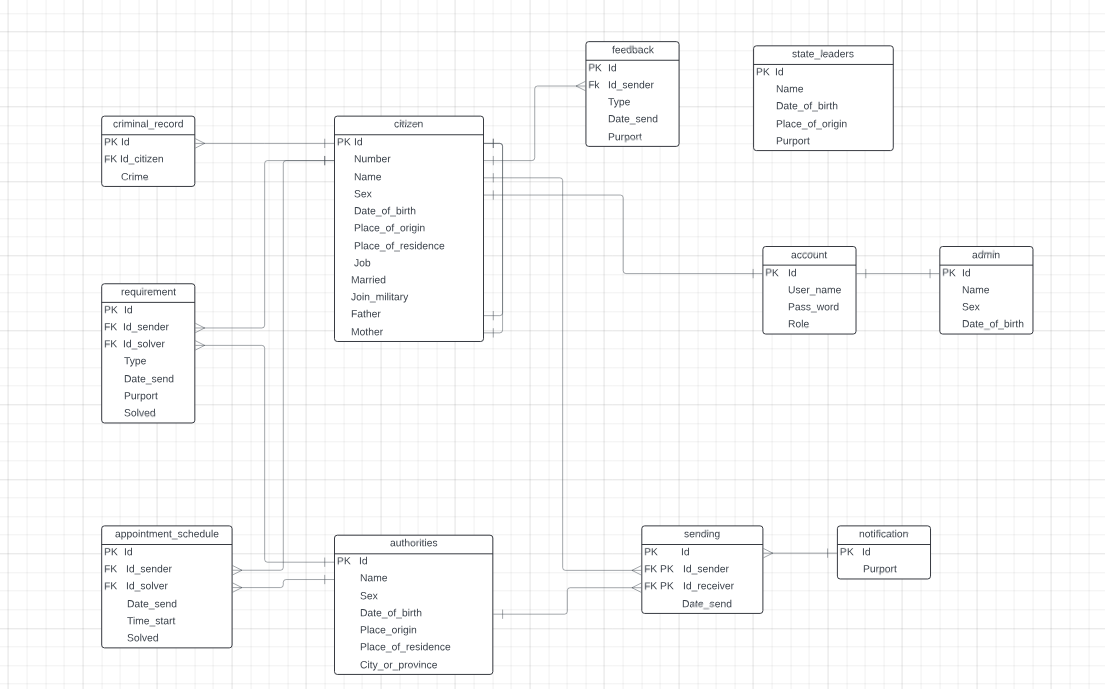 feedback
PK Id
Fk Id_sender
Type
Date_send
Purport
state_leaders
PK Id
Name
Date_of_birth
Place_of_origin
Purport
criminal_record
PK Id
FK Id_citizen
Crime
citizen
PK Id
Number
Name
Sex
Date_of_birth
Place_of_origin
Place_of_residence
Job
Married
Join_military
Father
Mother
account
PK Id
User_name
Pass_word
Role
admin
PK Id
Name
Sex
Date_of_birth
requirement
PK Id
FK Id_sender
FK Id_solver
Type
Date_send
Purport
Solved
appointment_schedule
PK Id
FK Id_sender
FK Id_solver
Date_send
Time_start
Solved
authorities
PK Id
Name
Sex
Date_of_birth
Place_origin
Place_of_residence
City_or_province
sending
PK Id
FK PK Id_sender
FK PK Id_receiver
Date_send
notification
PK Id
Purport